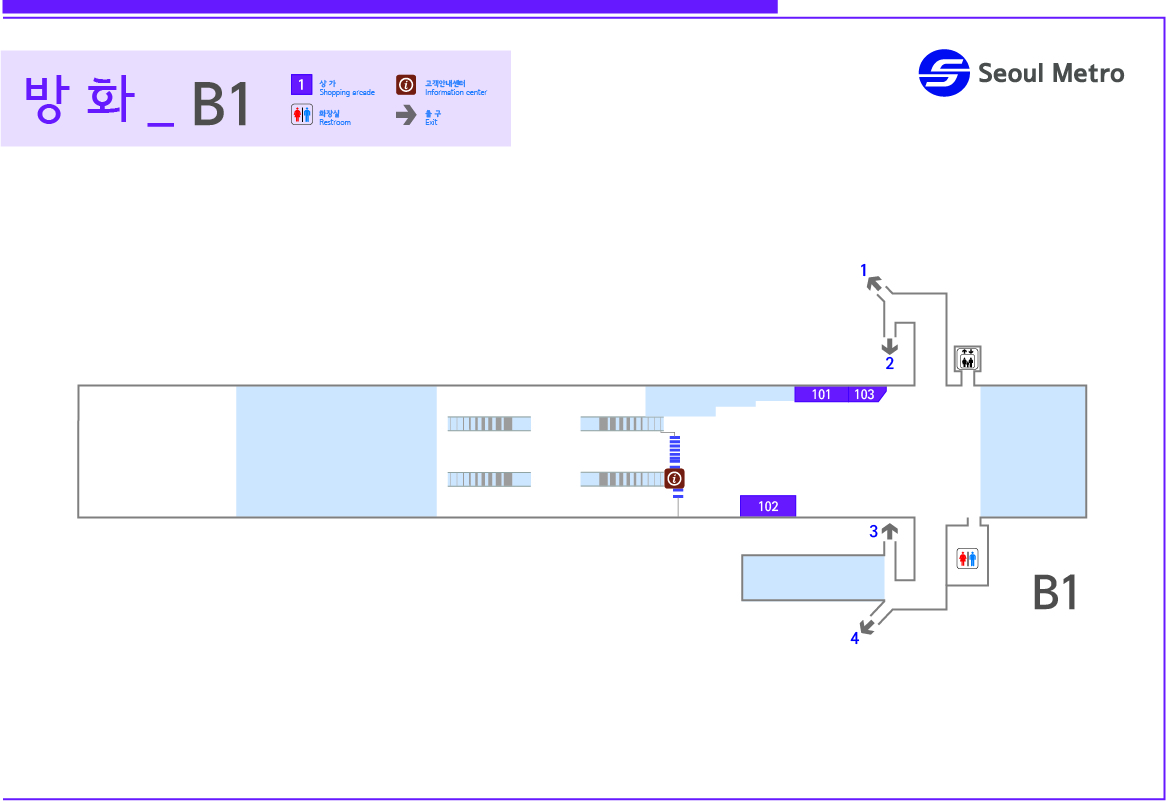 방 화 _ B1
1 상 가
Shopping arcade
고객안내센터
Information center
화장실
Restroom
출 구
Exit
Seoul Metro
1
2
101 103
102
3
4
B1